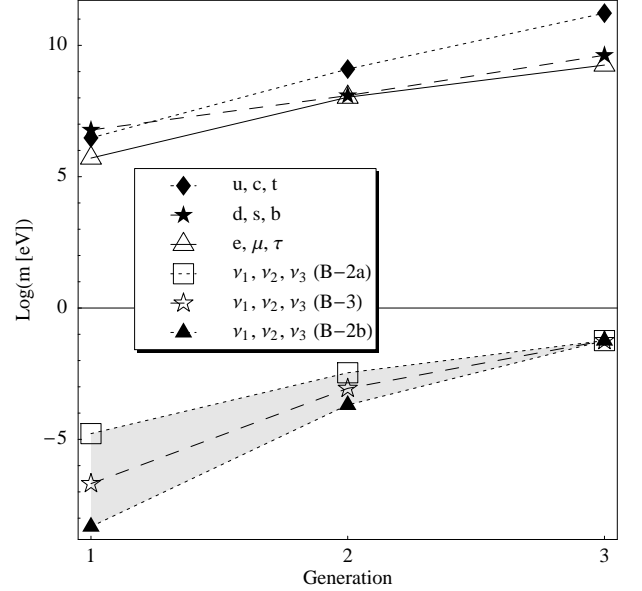 10
5
0
−5
Log(m [eV])
u, c, t
d, s, b
e, μ, τ
ν1, ν2, ν3 (B−2a)
ν1, ν2, ν3 (B−3)
ν1, ν2, ν3 (B−2b)
1 2 3
Generation